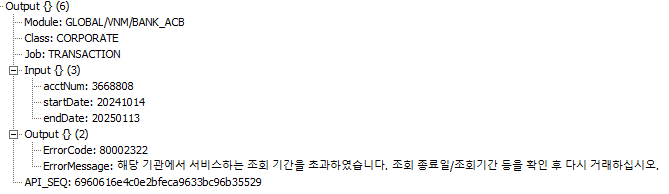 Output {} (6)
Module: GLOBAL/VNM/BANK_ACB
Class: CORPORATE
Job: TRANSACTION
Input {} (3)
acctNum: 3668808
startDate: 20241014
endDate: 20250113
Output {} (2)
ErrorCode: 80002322
ErrorMessage: 해당 기관에서 서비스하는 조회 기간을 초과하였습니다. 조회 종료일/조회기간 등을 확인 후 다시 거래하십시오.
API_SEQ: 6960616e4c0e2bfeca9633bc96b35529